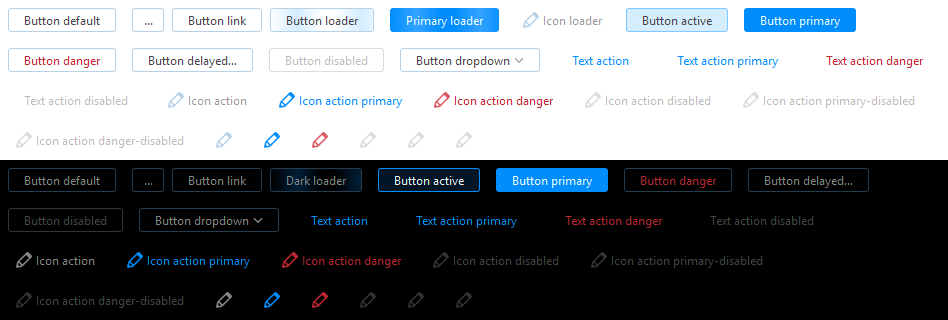 Button default ... Button link Button loader Primary loader Icon loader Button active Button primary
Button danger Button delayed... Button disabled Button dropdown Text action Text action primary Text action danger
Text action disabled Icon action Icon action primary Icon action danger Icon action disabled Icon action primary-disabled
Icon action danger-disabled
Button default ... Button link Dark loader Button active Button primary Button danger Button delayed...
Button disabled Button dropdown Text action Text action primary Text action danger Text action disabled
Icon action Icon action primary Icon action danger Icon action disabled Icon action primary-disabled
Icon action danger-disabled